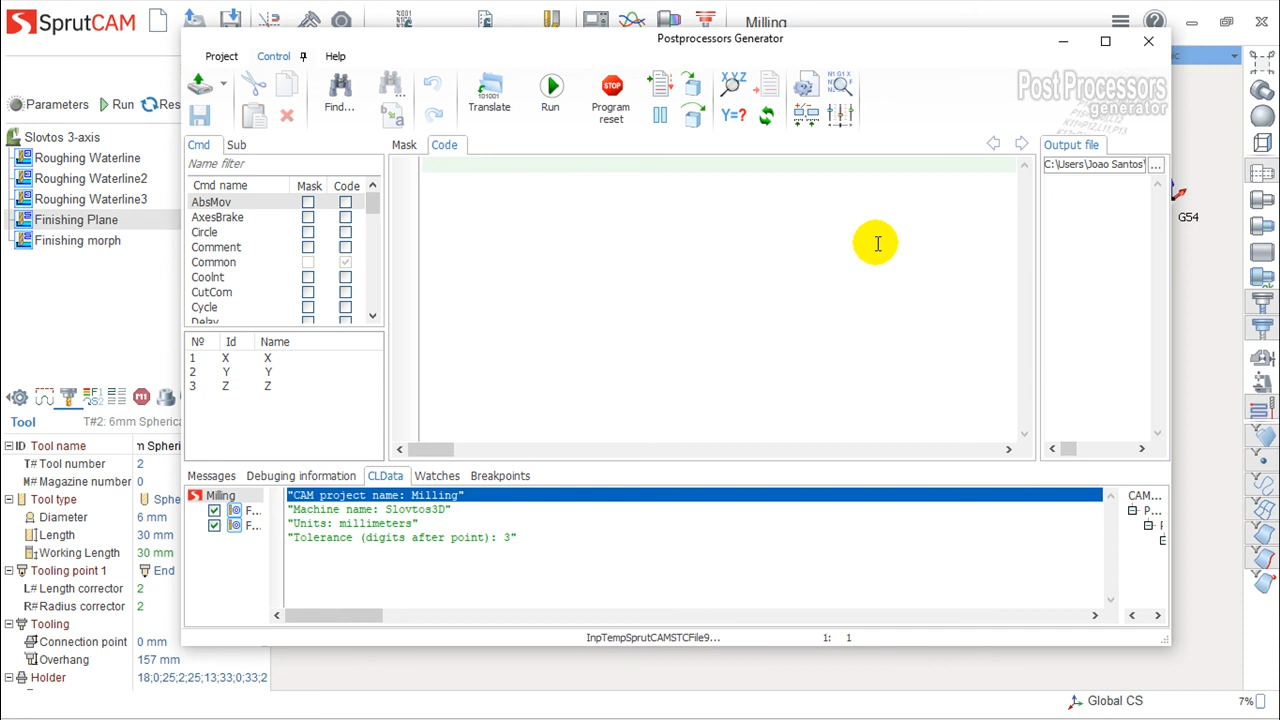 SprutCAM
Milling
Postprocessors Generator
Project
Control
Help
Find...
Translate
Run
Program
reset
Y=?
Post Processors
generator
Parameters
Run
Res
Slovtos 3-axis
Roughing Waterline
Roughing Waterline2
Roughing Waterline3
Finishing Plane
Finishing morph
Cmd
Sub
Name filter
Cmd name
Mask
Code
AbsMov
AxesBrake
Circle
Comment
Common
Coolnt
CutCom
Cycle
Delay
Nº
Id
Name
1
X
X
2
Y
Y
3
Z
Z
Mask
Code
Output file
C:\Users\Joao Santos'
...
G54
Messages
Debuging information
CLData
Watches
Breakpoints
Milling
F...
F...
"CAM project name: Milling"
"Machine name: Slovtos3D"
"Units: millimeters"
"Tolerance (digits after point): 3"
CAM...
P...
InpTempSprutCAMSTCFile9...
1: 1
Tool
T#2: 6mm Spherica
ID Tool name
m Spheri
T# Tool number
2
M# Magazine number
0
Tool type
Sphe
Diameter
6 mm
Length
30 mm
Working Length
30 mm
Tooling point 1
End
L# Length corrector
2
R# Radius corrector
2
Tooling
Connection point
0 mm
Overhang
157 mm
Holder
18;0;25;2;25;13;33;0;33;2
Global CS
7%